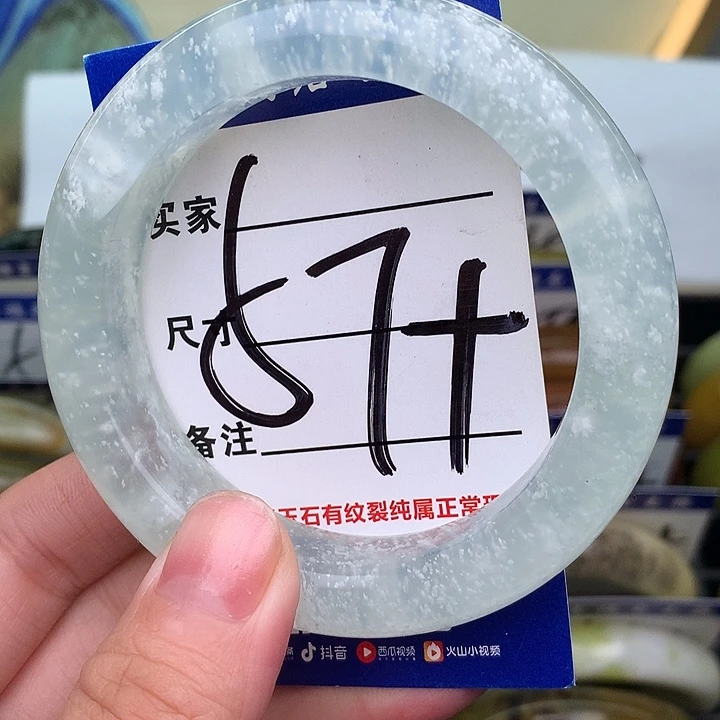 买家
尺寸 57+
备注
玉石有纹裂纯属正常现
抖音 西瓜视频 火山小视频